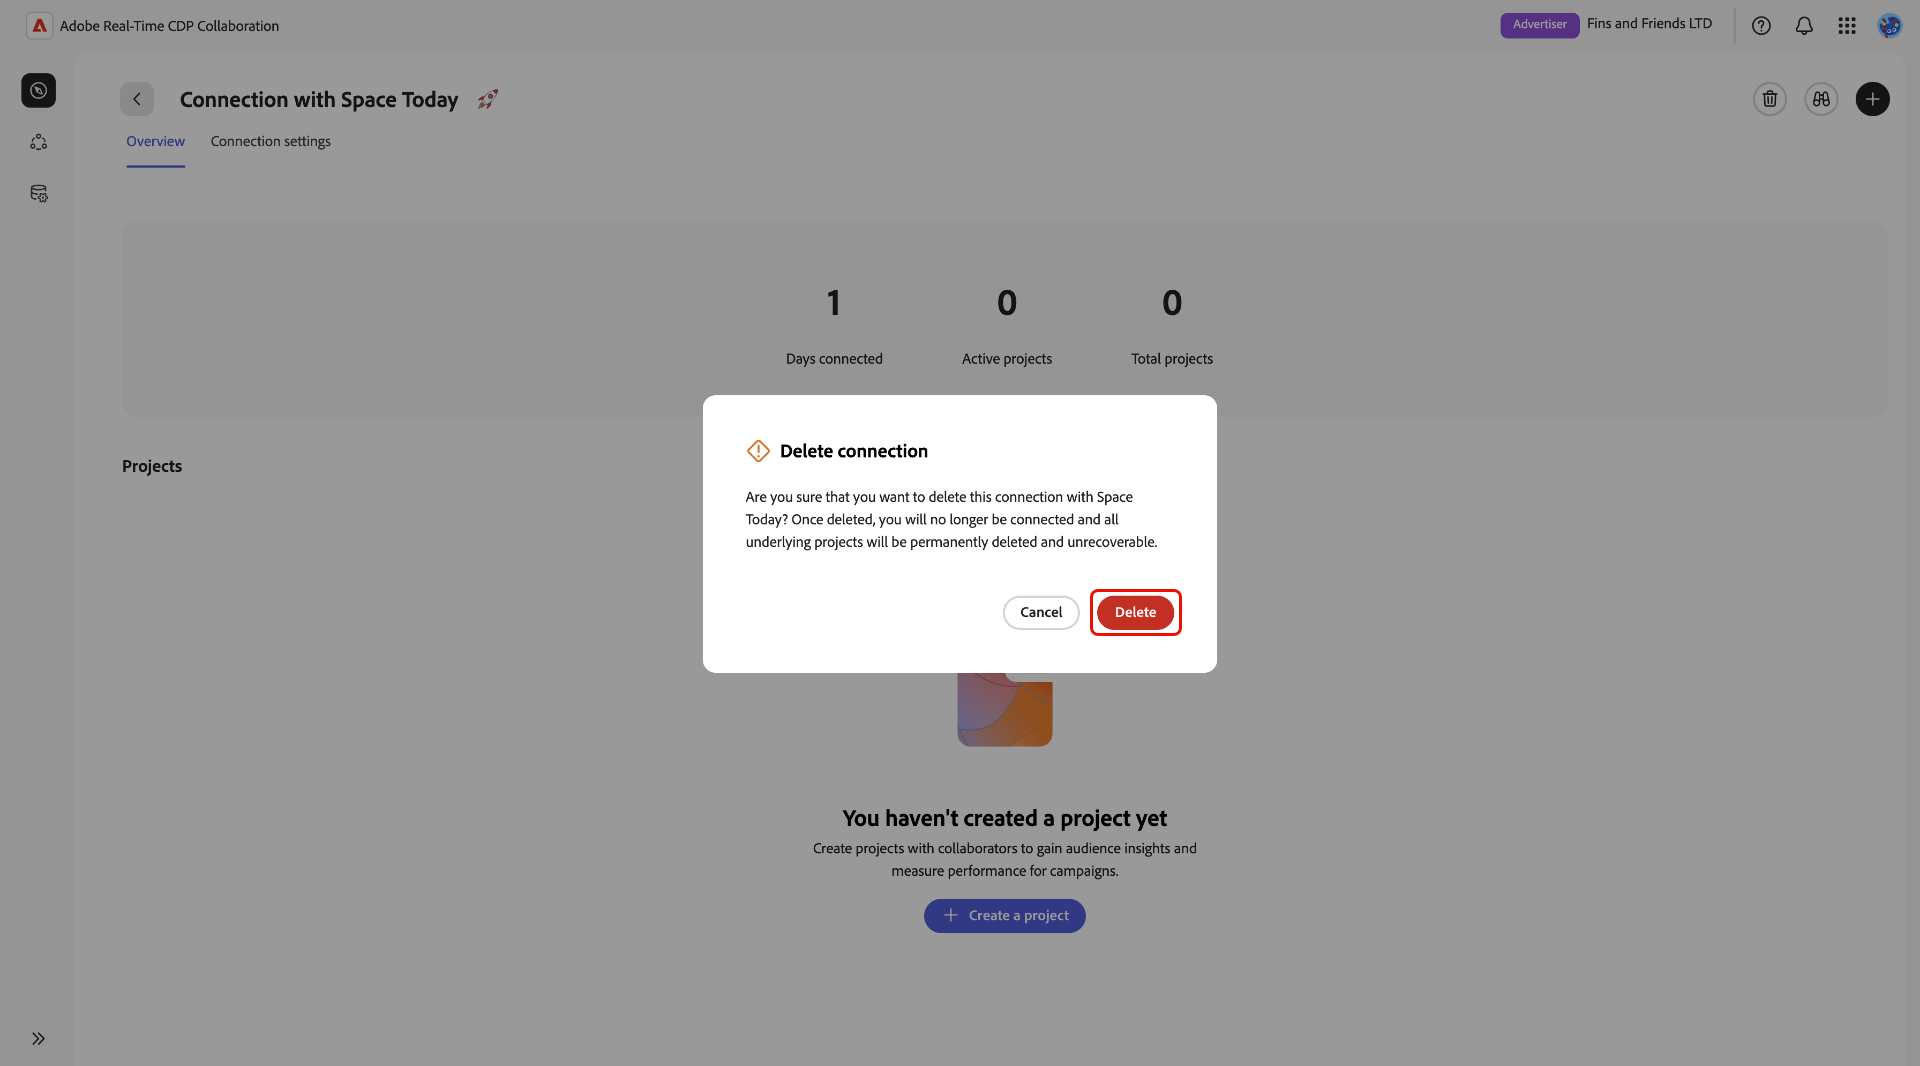 Adobe Real-Time CDP Collaboration
Advertiser
Fins and Friends LTD
Connection with Space Today
Overview
Connection settings
1
0
0
Days connected
Active projects
Total projects
Projects
Delete connection
Are you sure that you want to delete this connection with Space
Today? Once deleted, you will no longer be connected and all
underlying projects will be permanently deleted and unrecoverable.
Cancel
Delete
You haven't created a project yet
Create projects with collaborators to gain audience insights and
measure performance for campaigns.
Create a project